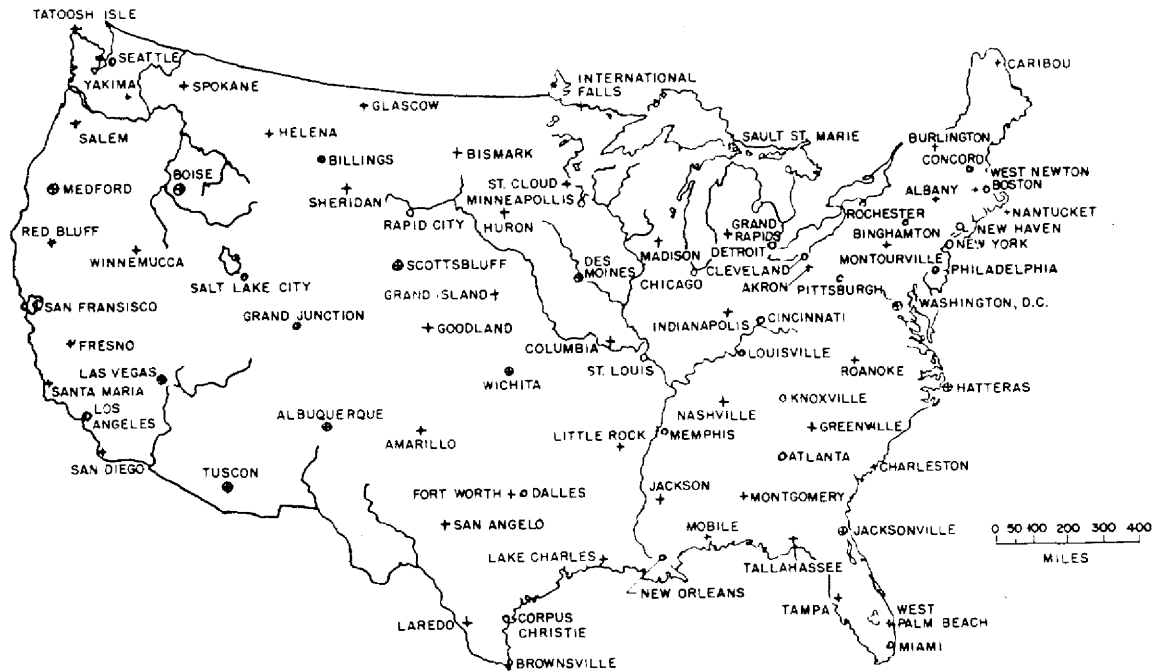 TATOOSH ISLE
SEATTLE
YAKIMA
SPOKANE
GLASCOW
INTERNATIONAL
FALLS
CARIBOU
SALEM
HELENA
BILLINGS
BISMARK
SAULT ST. MARIE
BURLINGTON
CONCORD
WEST NEWTON
BOSTON
MEDFORD
BOISE
SHERIDAN
ST. CLOUD
MINNEAPOLLIS
ALBANY
NANTUCKET
RAPID CITY
HURON
GRAND
RAPIDS
ROCHESTER
BINGHAMTON
NEW HAVEN
NEW YORK
RED BLUFF
WINNEMUCCA
MADISON
DETROIT
MONTOURVILLE
SCOTTSBLUFF
DES
MOINES
CHICAGO
CLEVELAND
AKRON
PHILADELPHIA
SALT LAKE CITY
PITTSBURGH
GRAND ISLAND
SAN FRANSISCO
WASHINGTON, D.C.
GRAND JUNCTION
GOODLAND
INDIANAPOLIS
CINCINNATI
FRESNO
COLUMBIA
ST. LOUIS
LOUISVILLE
ROANOKE
LAS VEGAS
SANTA MARIA
WICHITA
HATTERAS
LOS
ANGELES
ALBUQUERQUE
AMARILLO
NASHVILLE
KNOXVILLE
LITTLE ROCK
MEMPHIS
GREENVILLE
SAN DIEGO
TUSCON
ATLANTA
CHARLESTON
FORT WORTH
DALLES
JACKSON
MONTGOMERY
SAN ANGELO
MOBILE
JACKSONVILLE
0 50 100 200 300 400
MILES
LAKE CHARLES
TALLAHASSEE
NEW ORLEANS
TAMPA
WEST
PALM BEACH
LAREDO
CORPUS
CHRISTIE
MIAMI
BROWNSVILLE